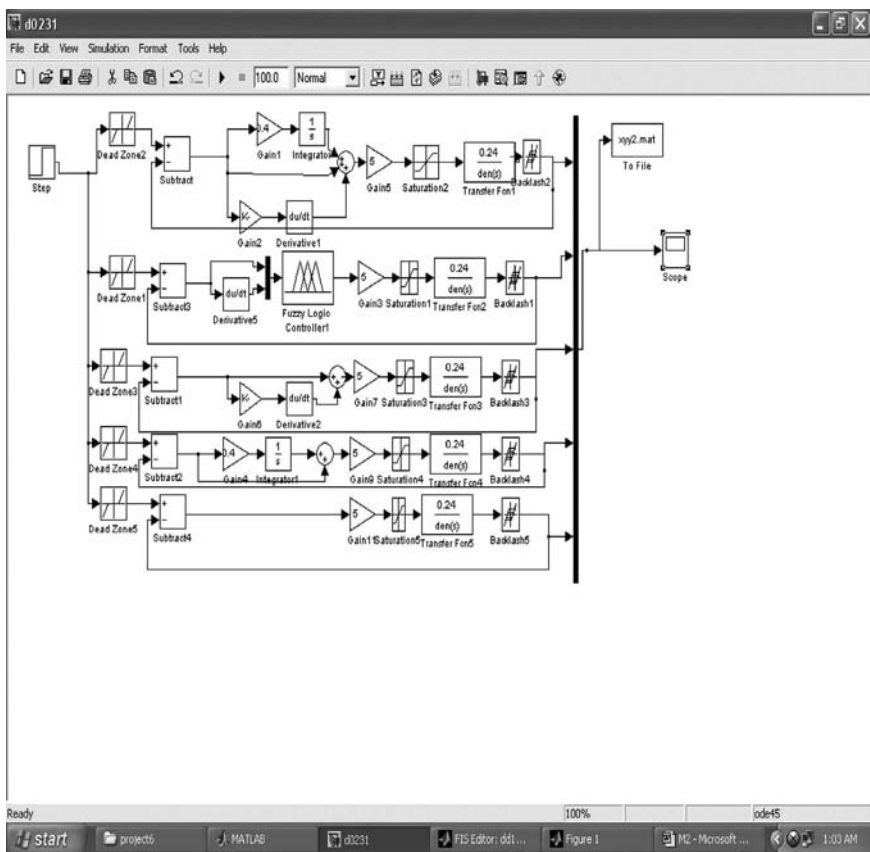 d0231
File Edit View Simulation Format Tools Help
100.0 Normal
Step
Dead Zone2
Subtract
0.4
Gain1
1
s
Integrator
Gain2
du/dt
Derivative1
5
Gain5
Saturation2
0.24
den(s)
Transfer Fcn1
Backlash2
xyy2.mat
To File
Scope
Dead Zone1
Subtract3
du/dt
Derivative5
Fuzzy Logic
Controller1
5
Gain3
Saturation1
0.24
den(s)
Transfer Fcn2
Backlash1
Dead Zone3
Subtract1
Gain6
du/dt
Derivative2
5
Gain7
Saturation3
0.24
den(s)
Transfer Fcn3
Backlash3
Dead Zone4
Subtract2
0.4
Gain4
1
s
Integrator1
5
Gain9
Saturation4
0.24
den(s)
Transfer Fcn4
Backlash4
Dead Zone5
Subtract4
5
Gain11
Saturation5
0.24
den(s)
Transfer Fcn5
Backlash5
Ready 100% ode45
start project6 MATLAB d0231 FIS Editor: dd1... Figure 1 M2 - Microsoft ... 1:03 AM